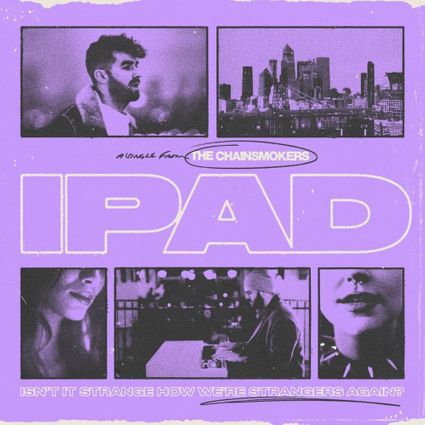 A SINGLE FROM THE CHAINSMOKERS
IPAD
ISN'T IT STRANGE HOW WE'RE STRANGERS AGAIN?